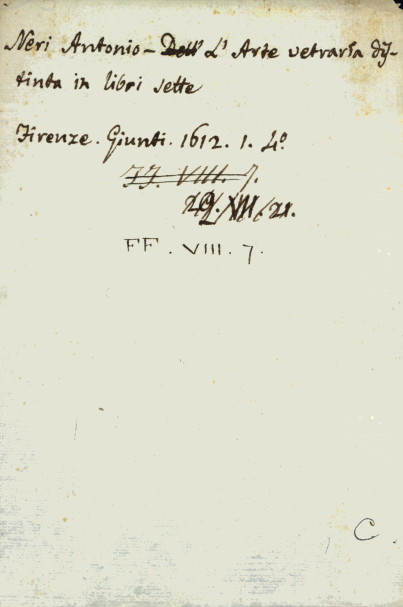 Neri Antonio - Dell' L' Arte vetraria dis-
tinta in libri sette
Firenze. Giunti. 1612. 1. 4º.
FF. VIII. 7.
FF. VIII. 7.
C.